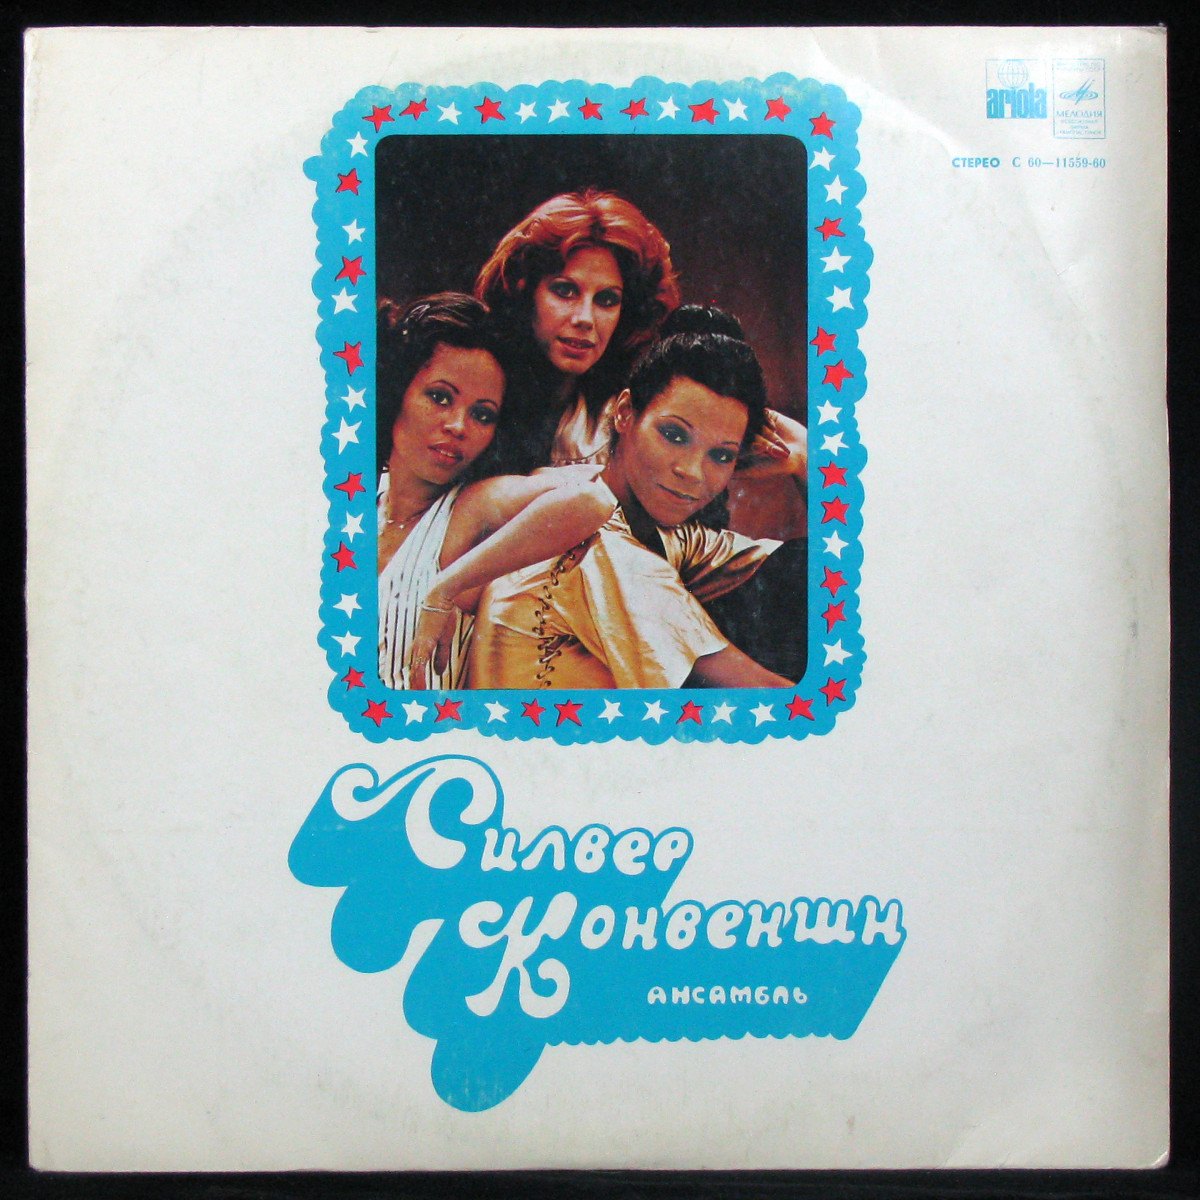 ariola
МЕЛОДИЯ
СТЕРЕО С 60—11559-60
Силвер
Конвеншн
АНСАМБЛЬ